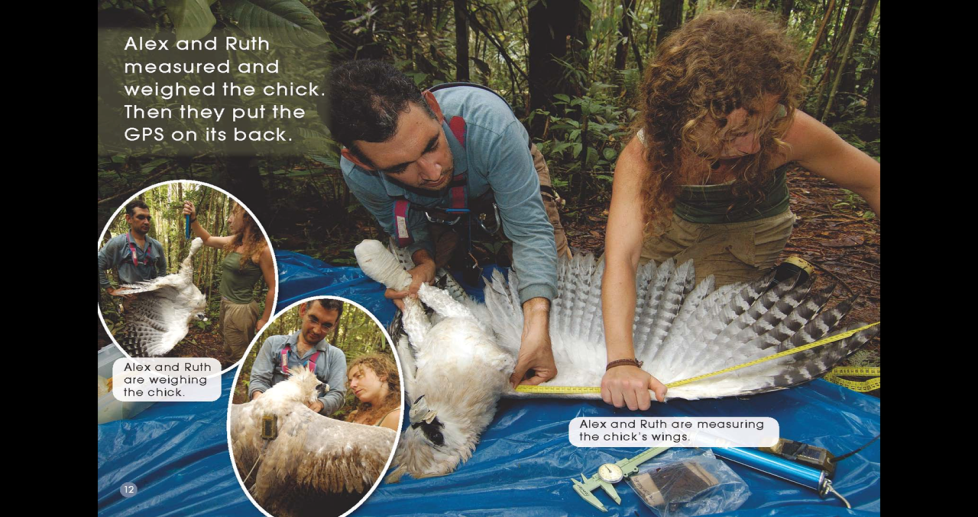 Alex and Ruth
measured and
weighed the chick.
Then they put the
GPS on its back.
Alex and Ruth
are weighing
the chick.
Alex and Ruth are measuring
the chick's wings.
12